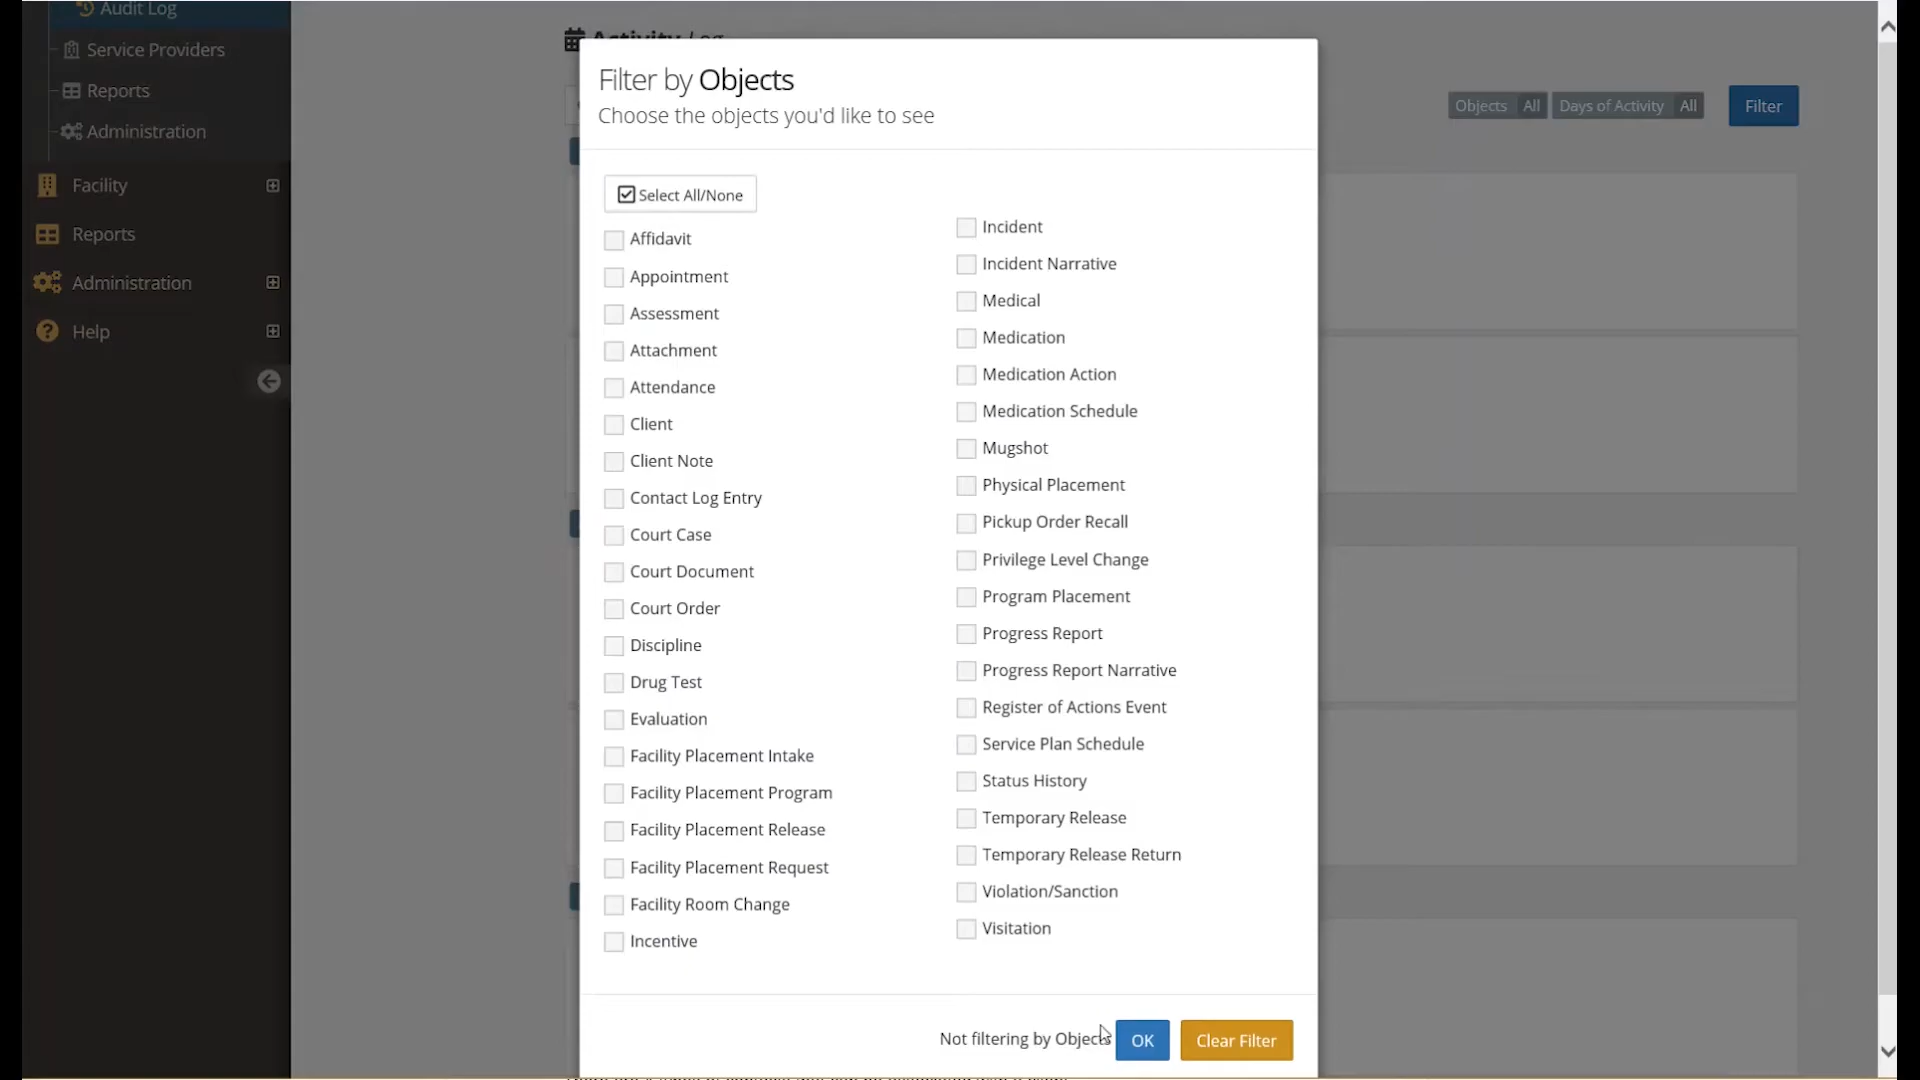 Audit Log
Service Providers
Reports
Administration
Facility
Reports
Administration
Help
Activity Log
Objects All
Days of Activity All
Filter
Filter by Objects
Choose the objects you'd like to see
Select All/None
Affidavit
Appointment
Assessment
Attachment
Attendance
Client
Client Note
Contact Log Entry
Court Case
Court Document
Court Order
Discipline
Drug Test
Evaluation
Facility Placement Intake
Facility Placement Program
Facility Placement Release
Facility Placement Request
Facility Room Change
Incentive
Incident
Incident Narrative
Medical
Medication
Medication Action
Medication Schedule
Mugshot
Physical Placement
Pickup Order Recall
Privilege Level Change
Program Placement
Progress Report
Progress Report Narrative
Register of Actions Event
Service Plan Schedule
Status History
Temporary Release
Temporary Release Return
Violation/Sanction
Visitation
Not filtering by Objects
OK
Clear Filter